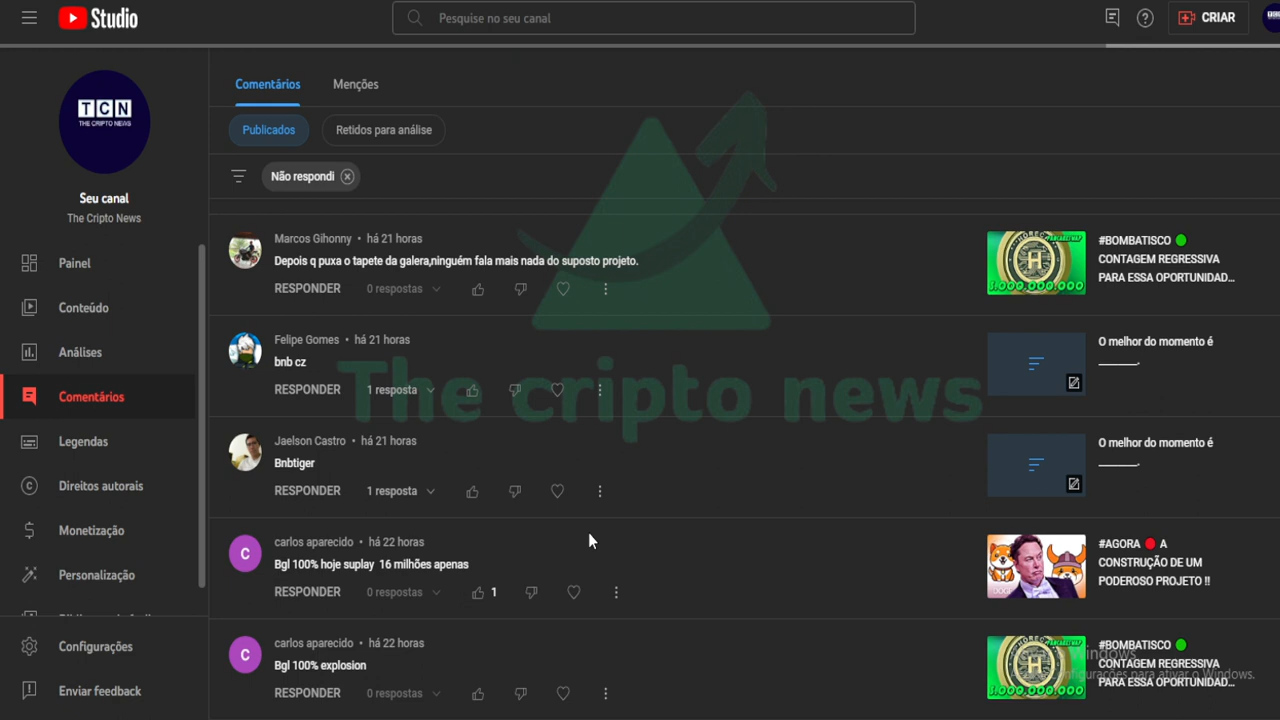 Studio
Pesquise no seu canal
CRIAR
TCN
THE CRIPTO NEWS
Seu canal
The Cripto News
Painel
Conteúdo
Análises
Comentários
Legendas
Direitos autorais
Monetização
Personalização
Configurações
Enviar feedback
Comentários
Menções
Publicados
Retidos para análise
Não respondi
Marcos Gihonny • há 21 horas
Depois q puxa o tapete da galera,ninguém fala mais nada do suposto projeto.
RESPONDER 0 respostas
#BOMBATISCO
CONTAGEM REGRESSIVA
PARA ESSA OPORTUNIDAD...
Felipe Gomes • há 21 horas
bnb cz
RESPONDER 1 resposta
O melhor do momento é
________.
Jaelson Castro • há 21 horas
Bnbtiger
RESPONDER 1 resposta
O melhor do momento é
________.
carlos aparecido • há 22 horas
Bgl 100% hoje suplay 16 milhões apenas
RESPONDER 0 respostas 1
#AGORA A
CONSTRUÇÃO DE UM
PODEROSO PROJETO !!
carlos aparecido • há 22 horas
Bgl 100% explosion
RESPONDER 0 respostas
#BOMBATISCO
CONTAGEM REGRESSIVA
PARA ESSA OPORTUNIDAD...
The cripto news